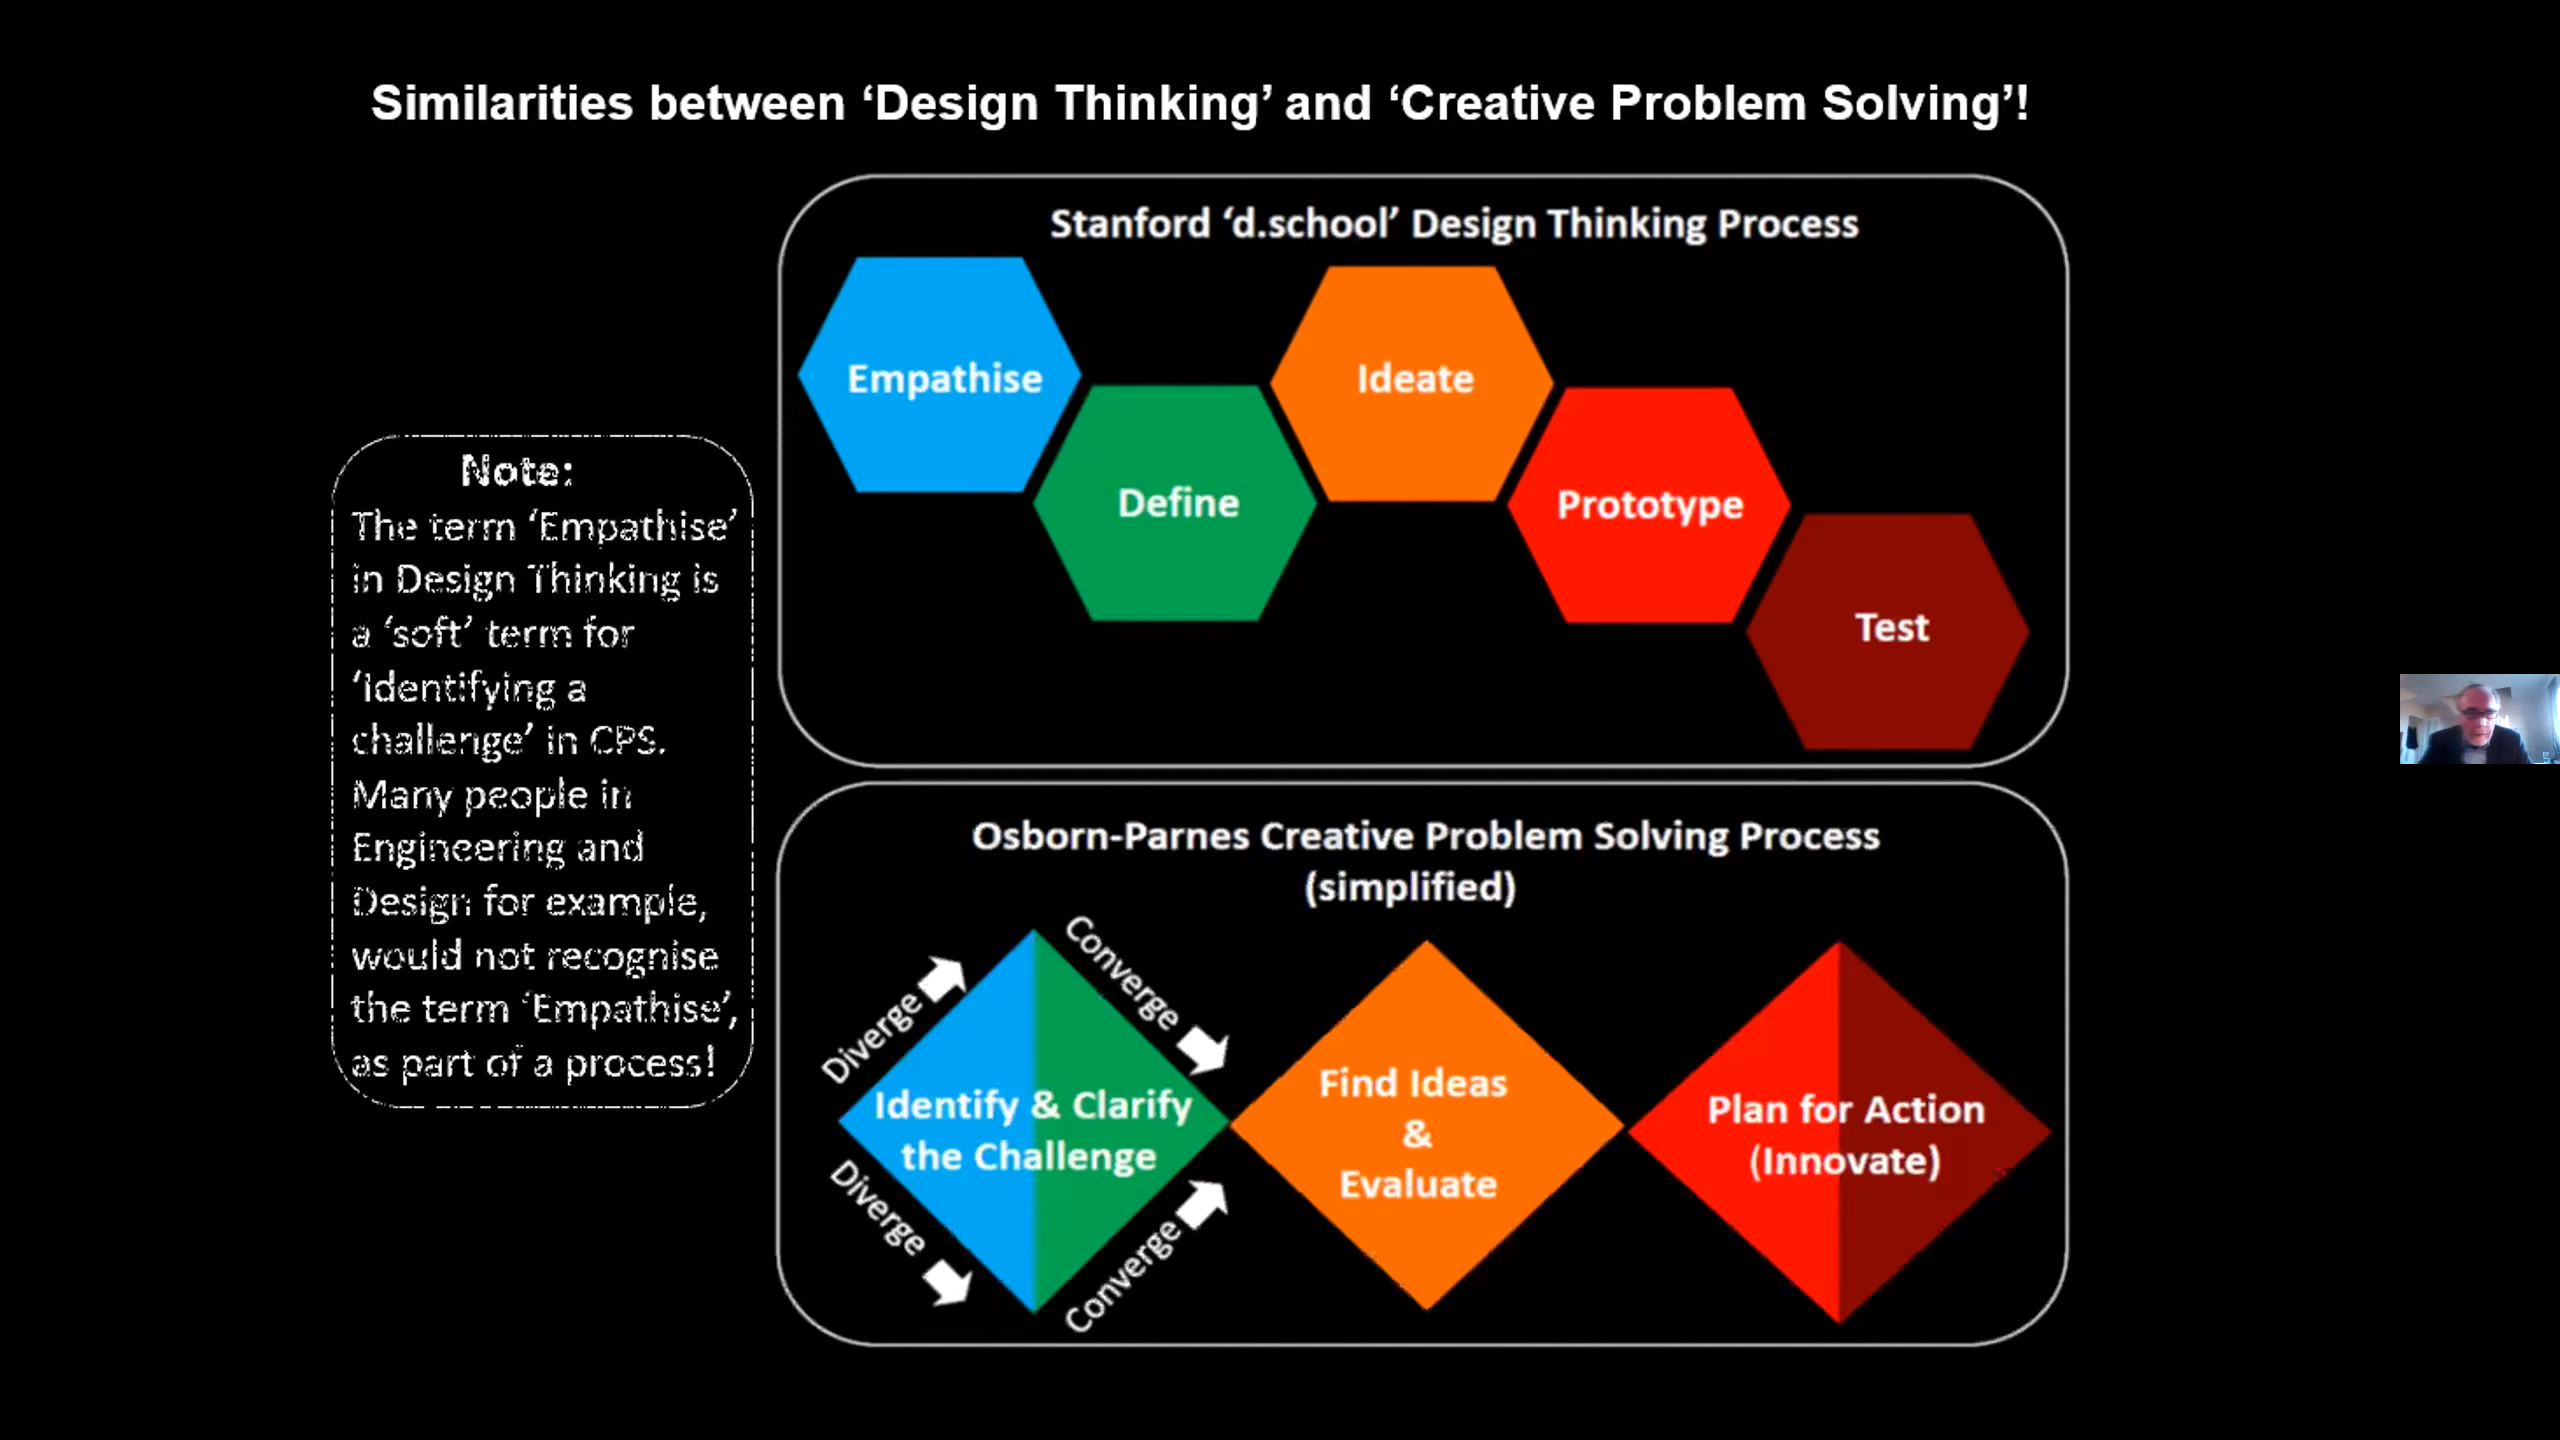 Similarities between ‘Design Thinking’ and ‘Creative Problem Solving’!
Stanford ‘d.school’ Design Thinking Process
Empathise
Define
Ideate
Prototype
Test
Note:
The term ‘Empathise’
in Design Thinking is
a ‘soft’ term for
‘Identifying a
challenge’ in CPS.
Many people in
Engineering and
Design for example,
would not recognise
the term ‘Empathise’,
as part of a process!
Osborn-Parnes Creative Problem Solving Process
(simplified)
Diverge
Converge
Identify & Clarify
the Challenge
Diverge
Converge
Find Ideas
&
Evaluate
Plan for Action
(Innovate)